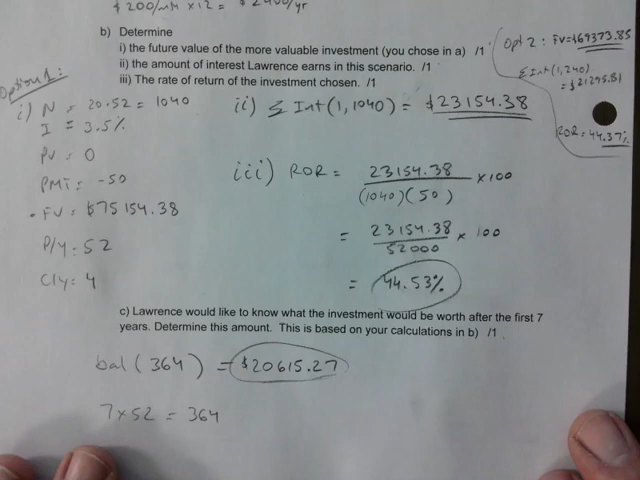 $200/mth x12 = $2400/yr
b) Determine
i) the future value of the more valuable investment (you chose in a) /1
ii) the amount of interest Lawrence earns in this scenario. /1
iii) The rate of return of the investment chosen. /1
Opt 2: FV=$69373.85
ΣInt(1,240)
= $21295.81
ROR = 44.37%
Option 1:
i) N = 20·52 = 1040
I = 3.5%
PV = 0
PMT = -50
• FV = $75154.38
P/Y = 52
C/Y = 4
ii) Σ Int(1,1040) = $23154.38
iii) ROR = 23154.38 / (1040)(50) x100
= 23154.38 / 52000 x 100
= 44.53%
c) Lawrence would like to know what the investment would be worth after the first 7
years. Determine this amount. This is based on your calculations in b) /1
bal (364) = $20615.27
7x52 = 364